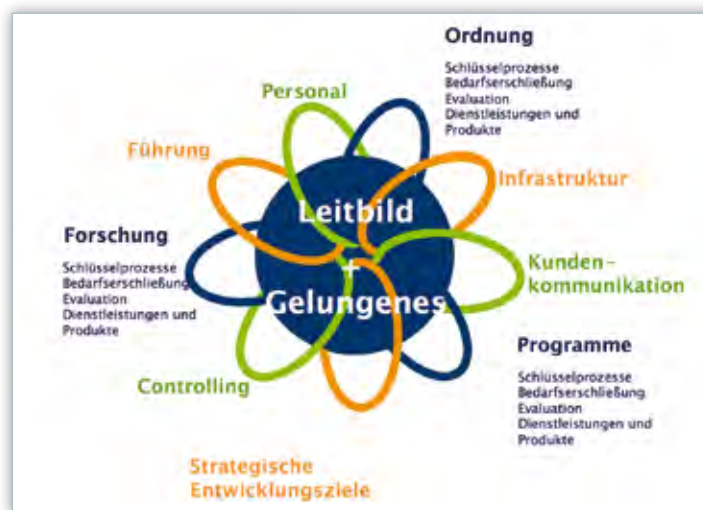 Ordnung
Schlüsselprozesse
Bedarfserschließung
Evaluation
Dienstleistungen und
Produkte
Personal
Führung
Infrastruktur
Leitbild
+
Gelungenes
Forschung
Schlüsselprozesse
Bedarfserschließung
Evaluation
Dienstleistungen und
Produkte
Kunden-
kommunikation
Programme
Schlüsselprozesse
Bedarfserschließung
Evaluation
Dienstleistungen und
Produkte
Controlling
Strategische
Entwicklungsziele